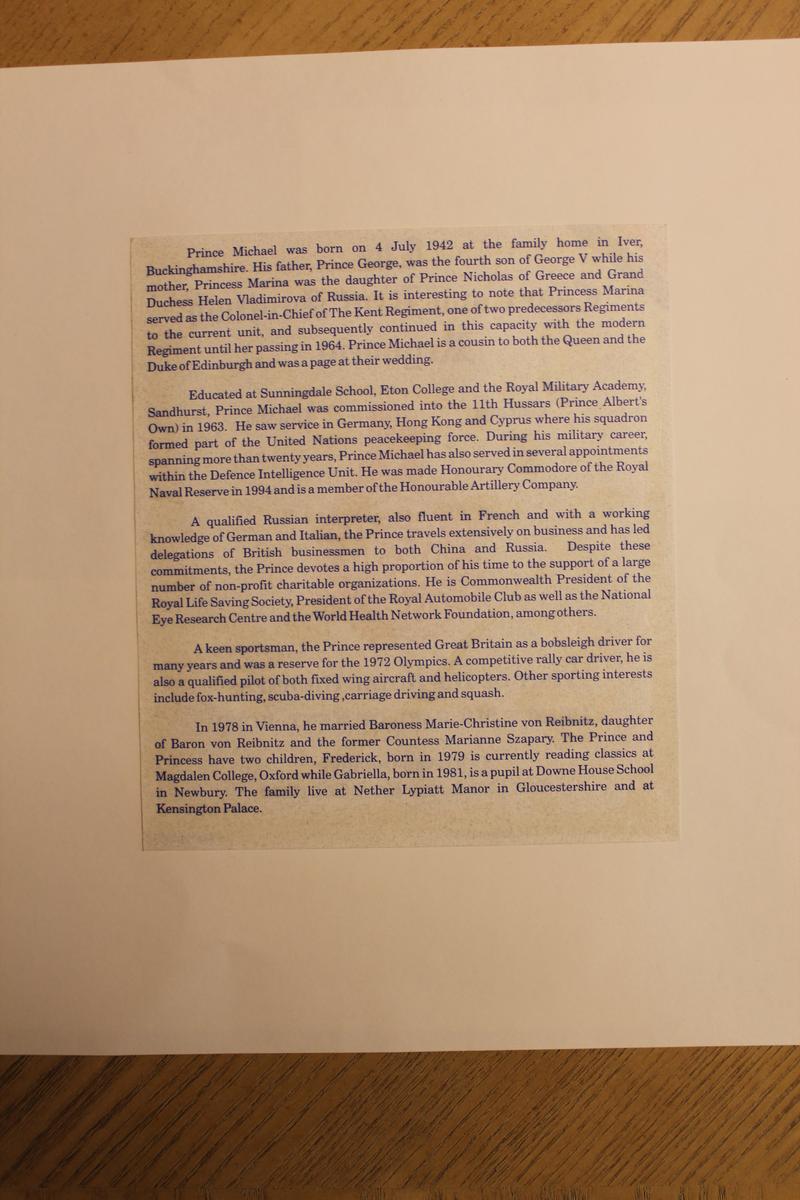 Prince Michael was born on 4 July 1942 at the family home in Iver,
Buckinghamshire. His father, Prince George, was the fourth son of George V while his
mother, Princess Marina was the daughter of Prince Nicholas of Greece and Grand
Duchess Helen Vladimirova of Russia. It is interesting to note that Princess Marina
served as the Colonel-in-Chief of The Kent Regiment, one of two predecessors Regiments
to the current unit, and subsequently continued in this capacity with the modern
Regiment until her passing in 1964. Prince Michael is a cousin to both the Queen and the
Duke of Edinburgh and was a page at their wedding.
Educated at Sunningdale School, Eton College and the Royal Military Academy,
Sandhurst, Prince Michael was commissioned into the 11th Hussars (Prince Albert's
Own) in 1963. He saw service in Germany, Hong Kong and Cyprus where his squadron
formed part of the United Nations peacekeeping force. During his military career,
spanning more than twenty years, Prince Michael has also served in several appointments
within the Defence Intelligence Unit. He was made Honourary Commodore of the Royal
Naval Reserve in 1994 and is a member of the Honourable Artillery Company.
A qualified Russian interpreter, also fluent in French and with a working
knowledge of German and Italian, the Prince travels extensively on business and has led
delegations of British businessmen to both China and Russia. Despite these
commitments, the Prince devotes a high proportion of his time to the support of a large
number of non-profit charitable organizations. He is Commonwealth President of the
Royal Life Saving Society, President of the Royal Automobile Club as well as the National
Eye Research Centre and the World Health Network Foundation, among others.
A keen sportsman, the Prince represented Great Britain as a bobsleigh driver for
many years and was a reserve for the 1972 Olympics. A competitive rally car driver, he is
also a qualified pilot of both fixed wing aircraft and helicopters. Other sporting interests
include fox-hunting, scuba-diving ,carriage driving and squash.
In 1978 in Vienna, he married Baroness Marie-Christine von Reibnitz, daughter
of Baron von Reibnitz and the former Countess Marianne Szapary. The Prince and
Princess have two children, Frederick, born in 1979 is currently reading classics at
Magdalen College, Oxford while Gabriella, born in 1981, is a pupil at Downe House School
in Newbury. The family live at Nether Lypiatt Manor in Gloucestershire and at
Kensington Palace.